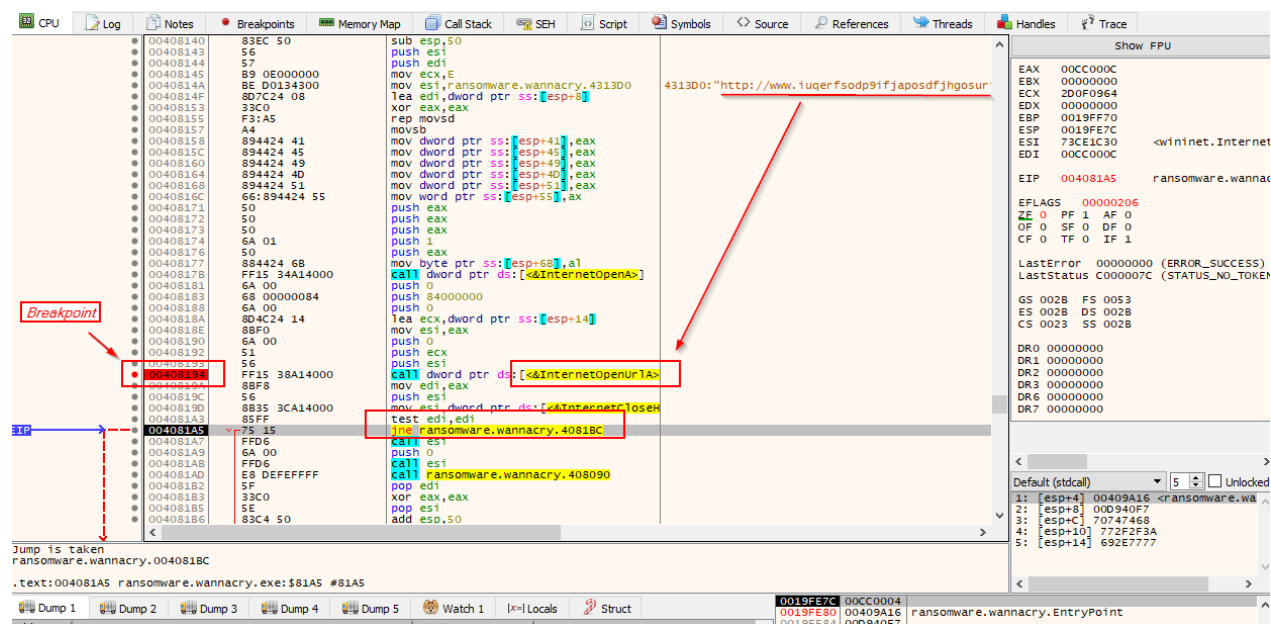 CPU Log Notes Breakpoints Memory Map Call Stack SEH Script Symbols Source References Threads Handles Trace
00408140 83EC 50 sub esp,50
00408143 56 push esi
00408144 57 push edi
00408145 B9 0E000000 mov ecx,E
0040814A BE D0134300 mov esi,ransomware.wannacry.4313D0 4313D0:"http://www.iuqerfsodp9ifjaposdfjhgosur
0040814F 8D7C24 08 lea edi,dword ptr ss:[esp+8]
00408153 33C0 xor eax,eax
00408155 F3:A5 rep movsd
00408157 A4 movsb
00408158 894424 41 mov dword ptr ss:[esp+41],eax
0040815C 894424 45 mov dword ptr ss:[esp+45],eax
00408160 894424 49 mov dword ptr ss:[esp+49],eax
00408164 894424 4D mov dword ptr ss:[esp+4D],eax
00408168 894424 51 mov dword ptr ss:[esp+51],eax
0040816C 66:894424 55 mov word ptr ss:[esp+55],ax
00408171 50 push eax
00408172 50 push eax
00408173 50 push eax
00408174 6A 01 push 1
00408176 50 push eax
00408177 884424 6B mov byte ptr ss:[esp+6B],al
0040817B FF15 34A14000 call dword ptr ds:[<&InternetOpenA>]
00408181 6A 00 push 0
00408183 68 00000084 push 84000000
00408188 6A 00 push 0
0040818A 8D4C24 14 lea ecx,dword ptr ss:[esp+14]
0040818E 8BF0 mov esi,eax
00408190 6A 00 push 0
00408192 51 push ecx
00408193 56 push esi
00408194 FF15 38A14000 call dword ptr ds:[<&InternetOpenUrlA>
0040819A 8BF8 mov edi,eax
0040819C 56 push esi
0040819D 8B35 3CA14000 mov esi,dword ptr ds:[<&InternetCloseH
004081A3 85FF test edi,edi
004081A5 75 15 jne ransomware.wannacry.4081BC
004081A7 FFD6 call esi
004081A9 6A 00 push 0
004081AB FFD6 call esi
004081AD E8 DEFEFFFF call ransomware.wannacry.408090
004081B2 5F pop edi
004081B3 33C0 xor eax,eax
004081B5 5E pop esi
004081B6 83C4 50 add esp,50
Breakpoint
EIP
Jump is taken
ransomware.wannacry.004081BC
.text:004081A5 ransomware.wannacry.exe:$81A5 #81A5
Show FPU
EAX 00CC000C
EBX 00000000
ECX 2D0F0964
EDX 00000000
EBP 0019FF70
ESP 0019FE7C
ESI 73CE1C30 <wininet.Internet
EDI 00CC000C
EIP 004081A5 ransomware.wannac
EFLAGS 00000206
ZF 0 PF 1 AF 0
OF 0 SF 0 DF 0
CF 0 TF 0 IF 1
LastError 00000000 (ERROR_SUCCESS)
LastStatus C000007C (STATUS_NO_TOKEN
GS 002B FS 0053
ES 002B DS 002B
CS 0023 SS 002B
DR0 00000000
DR1 00000000
DR2 00000000
DR3 00000000
DR6 00000000
DR7 00000000
Default (stdcall) 5 Unlocked
1: [esp+4] 00409A16 <ransomware.wa
2: [esp+8] 00D940F7
3: [esp+C] 70747468
4: [esp+10] 772F2F3A
5: [esp+14] 692E7777
Dump 1 Dump 2 Dump 3 Dump 4 Dump 5 Watch 1 [x=] Locals Struct
0019FE7C 00CC0004
0019FE80 00409A16 ransomware.wannacry.EntryPoint
0019FE84 00D940F7